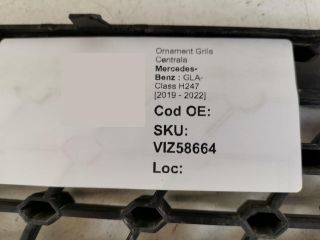 Ornament Grila
Centrala
Mercedes-
Benz : GLA-
Class H247
[2019 - 2022]
Cod OE:
SKU:
VIZ58664
Loc: